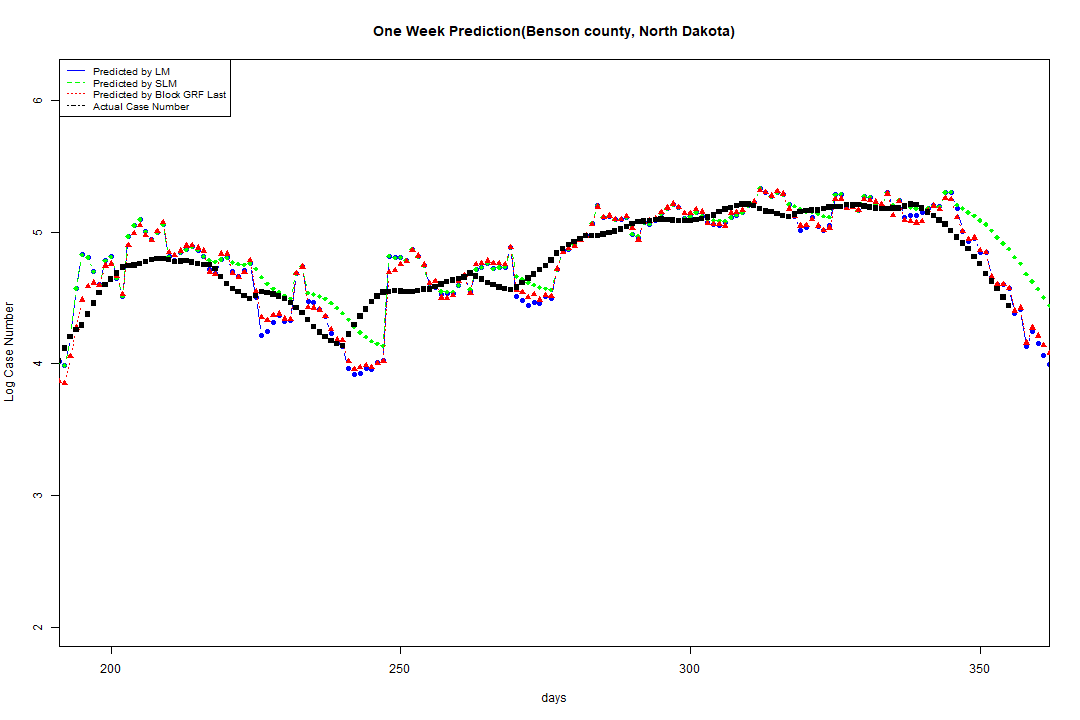 One Week Prediction(Benson county, North Dakota)
Predicted by LM
Predicted by SLM
Predicted by Block GRF Last
Actual Case Number
6
5
4
3
2
Log Case Number
200
250
300
350
days